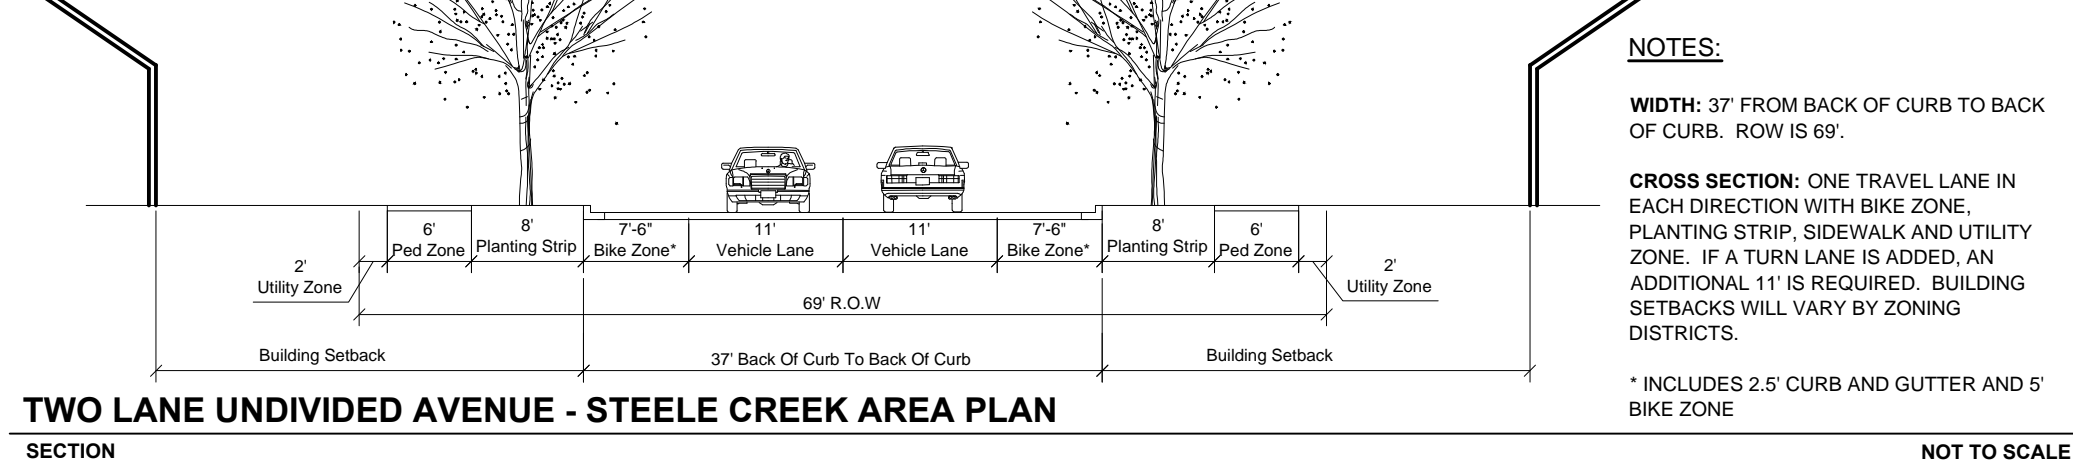 NOTES:
WIDTH: 37' FROM BACK OF CURB TO BACK
OF CURB. ROW IS 69'.
CROSS SECTION: ONE TRAVEL LANE IN
EACH DIRECTION WITH BIKE ZONE,
PLANTING STRIP, SIDEWALK AND UTILITY
ZONE. IF A TURN LANE IS ADDED, AN
ADDITIONAL 11' IS REQUIRED. BUILDING
SETBACKS WILL VARY BY ZONING
DISTRICTS.
* INCLUDES 2.5' CURB AND GUTTER AND 5'
BIKE ZONE
6'
Ped Zone
8'
Planting Strip
7'-6"
Bike Zone*
11'
Vehicle Lane
11'
Vehicle Lane
7'-6"
Bike Zone*
8'
Planting Strip
6'
Ped Zone
2'
Utility Zone
2'
Utility Zone
69' R.O.W
Building Setback
37' Back Of Curb To Back Of Curb
Building Setback
TWO LANE UNDIVIDED AVENUE - STEELE CREEK AREA PLAN
SECTION
NOT TO SCALE